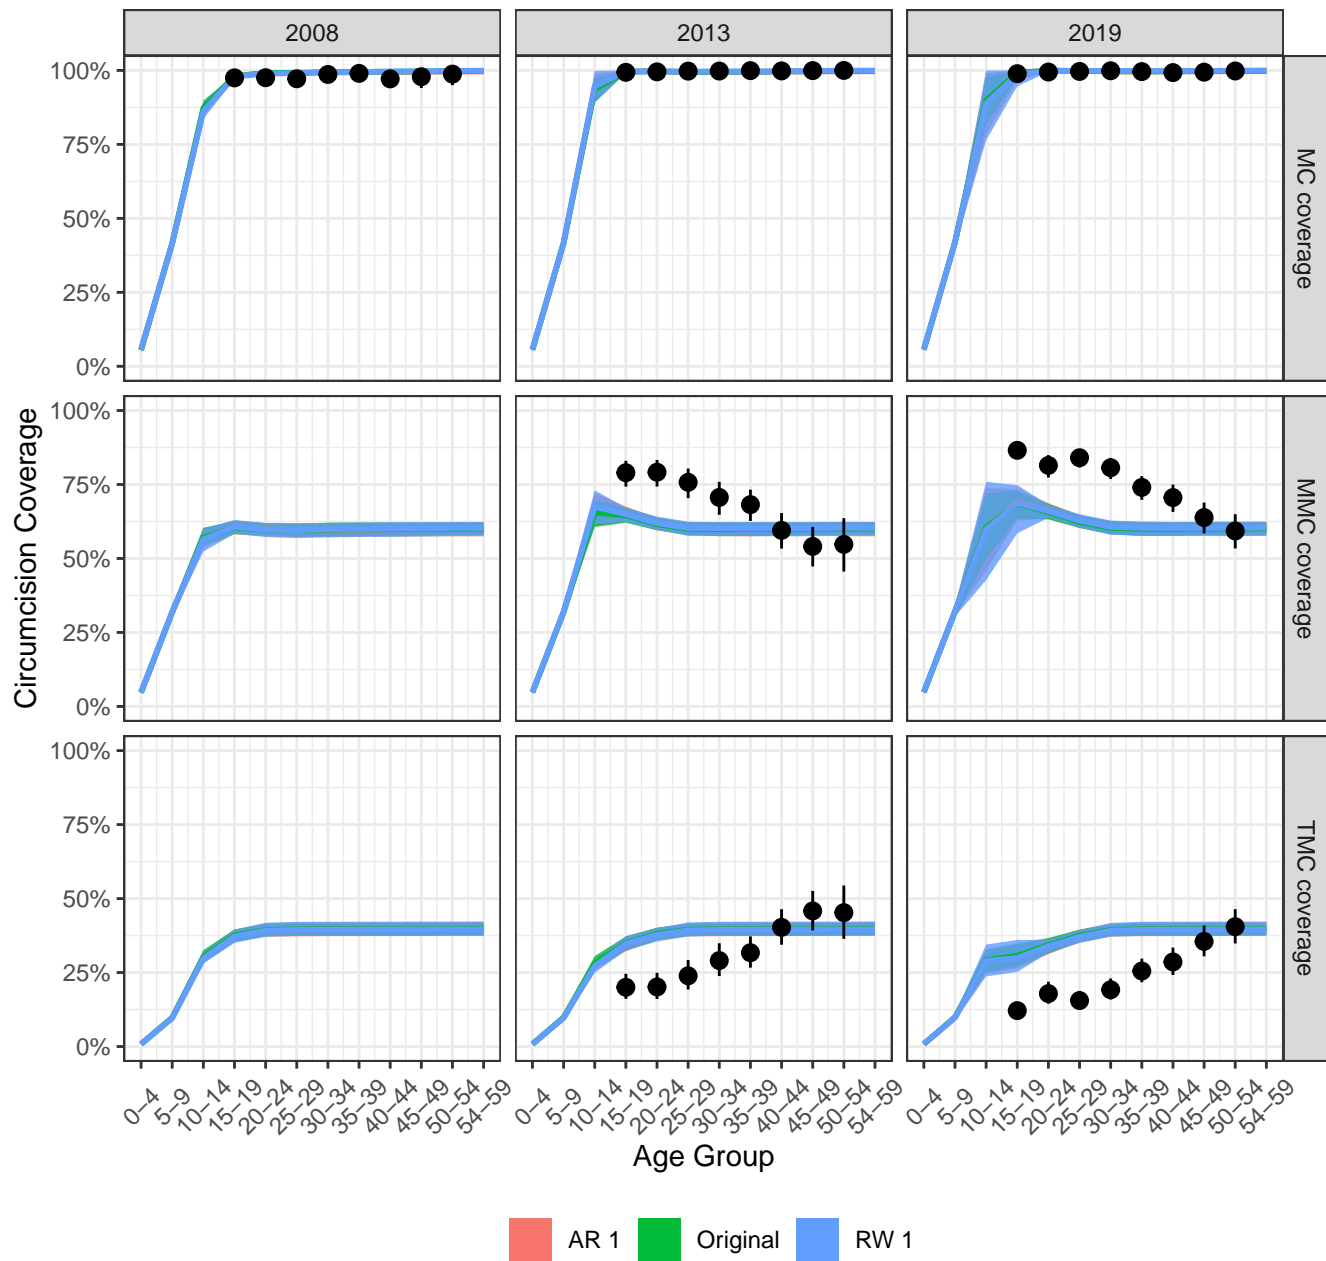 2008 2013 2019
100%
75%
50%
25%
0%
MC coverage
100%
75%
50%
25%
0%
MMC coverage
100%
75%
50%
25%
0%
TMC coverage
Circumcision Coverage
0–4 5–9 10–14 15–19 20–24 25–29 30–34 35–39 40–44 45–49 50–54 54–59
0–4 5–9 10–14 15–19 20–24 25–29 30–34 35–39 40–44 45–49 50–54 54–59
0–4 5–9 10–14 15–19 20–24 25–29 30–34 35–39 40–44 45–49 50–54 54–59
Age Group
AR 1 Original RW 1